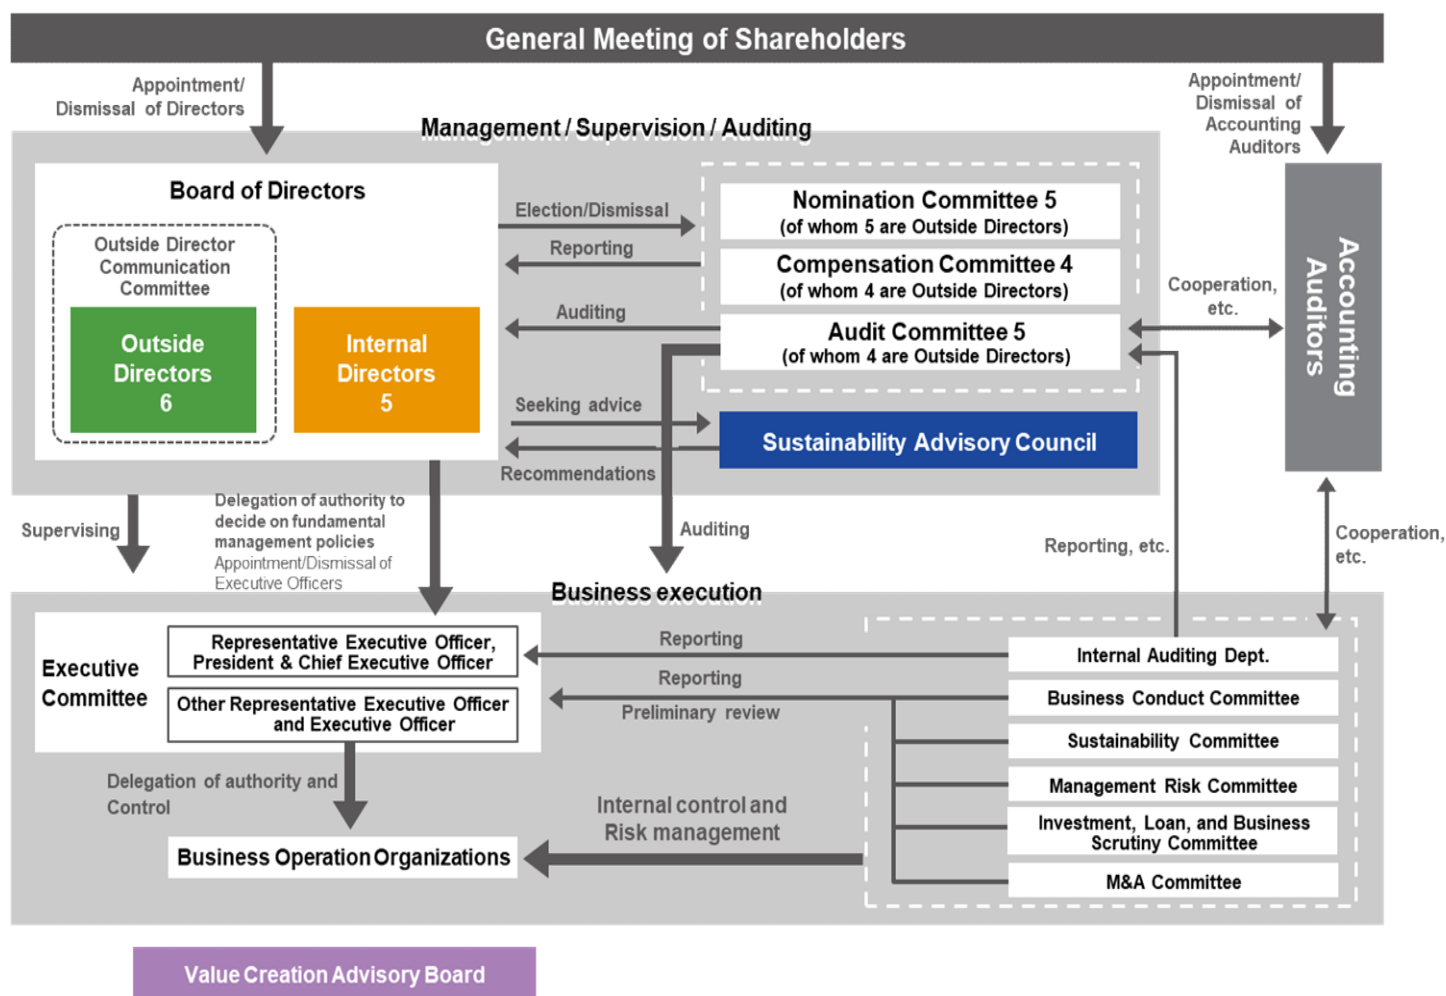 General Meeting of Shareholders
Appointment/
Dismissal of Directors
Appointment/
Dismissal of
Accounting
Auditors
Management / Supervision / Auditing
Board of Directors
Outside Director
Communication
Committee
Outside
Directors
6
Internal
Directors
5
Election/Dismissal
Reporting
Auditing
Seeking advice
Recommendations
Nomination Committee 5
(of whom 5 are Outside Directors)
Compensation Committee 4
(of whom 4 are Outside Directors)
Audit Committee 5
(of whom 4 are Outside Directors)
Sustainability Advisory Council
Cooperation,
etc.
Accounting
Auditors
Supervising
Delegation of authority to
decide on fundamental
management policies
Appointment/Dismissal of
Executive Officers
Auditing
Reporting, etc.
Cooperation,
etc.
Business execution
Executive
Committee
Representative Executive Officer,
President & Chief Executive Officer
Other Representative Executive Officer
and Executive Officer
Reporting
Reporting
Preliminary review
Internal Auditing Dept.
Business Conduct Committee
Sustainability Committee
Management Risk Committee
Investment, Loan, and Business
Scrutiny Committee
M&A Committee
Delegation of authority and
Control
Internal control and
Risk management
Business Operation Organizations
Value Creation Advisory Board